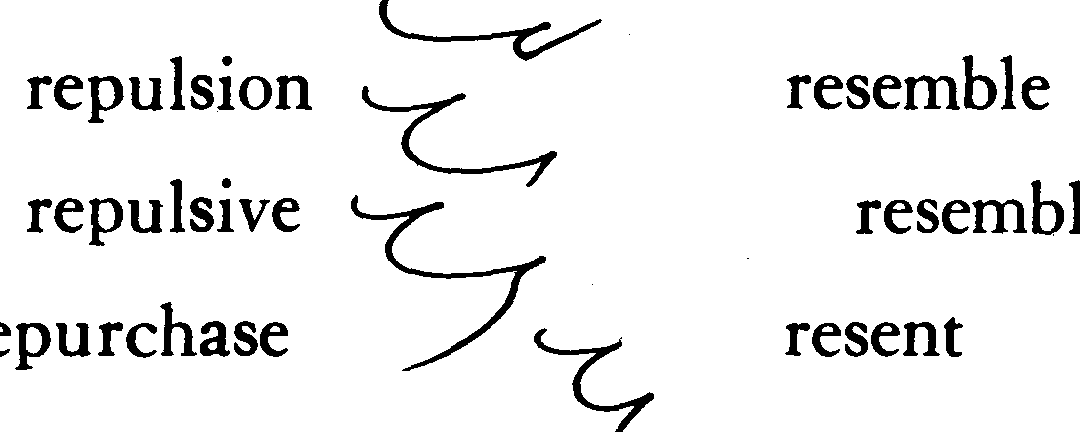 repulsion resemble
repulsive resembl
epurchase resent